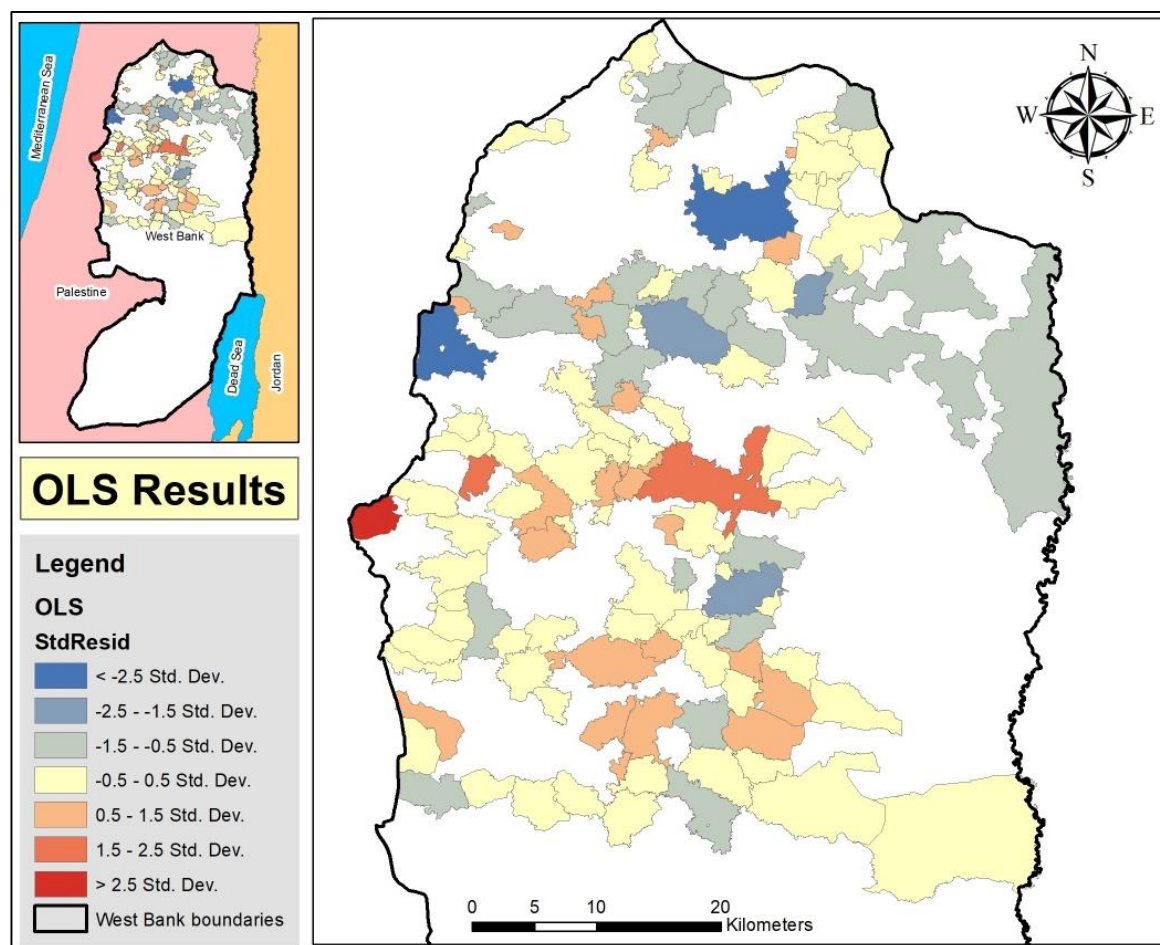 Mediterranean Sea
West Bank
Palestine
Dead Sea
Jordan
OLS Results
Legend
OLS
StdResid
< -2.5 Std. Dev.
-2.5 - -1.5 Std. Dev.
-1.5 - -0.5 Std. Dev.
-0.5 - 0.5 Std. Dev.
0.5 - 1.5 Std. Dev.
1.5 - 2.5 Std. Dev.
> 2.5 Std. Dev.
West Bank boundaries
N
W E
S
0 5 10 20
Kilometers